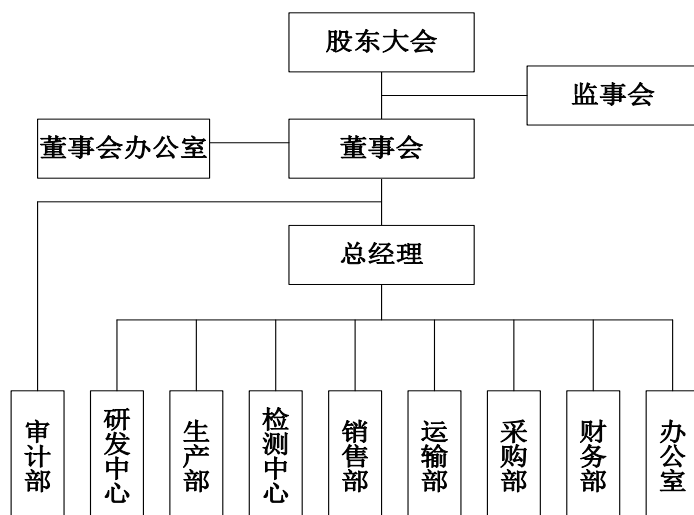 股东大会
监事会
董事会办公室
董事会
总经理
审计部
研发中心
生产部
检测中心
销售部
运输部
采购部
财务部
办公室